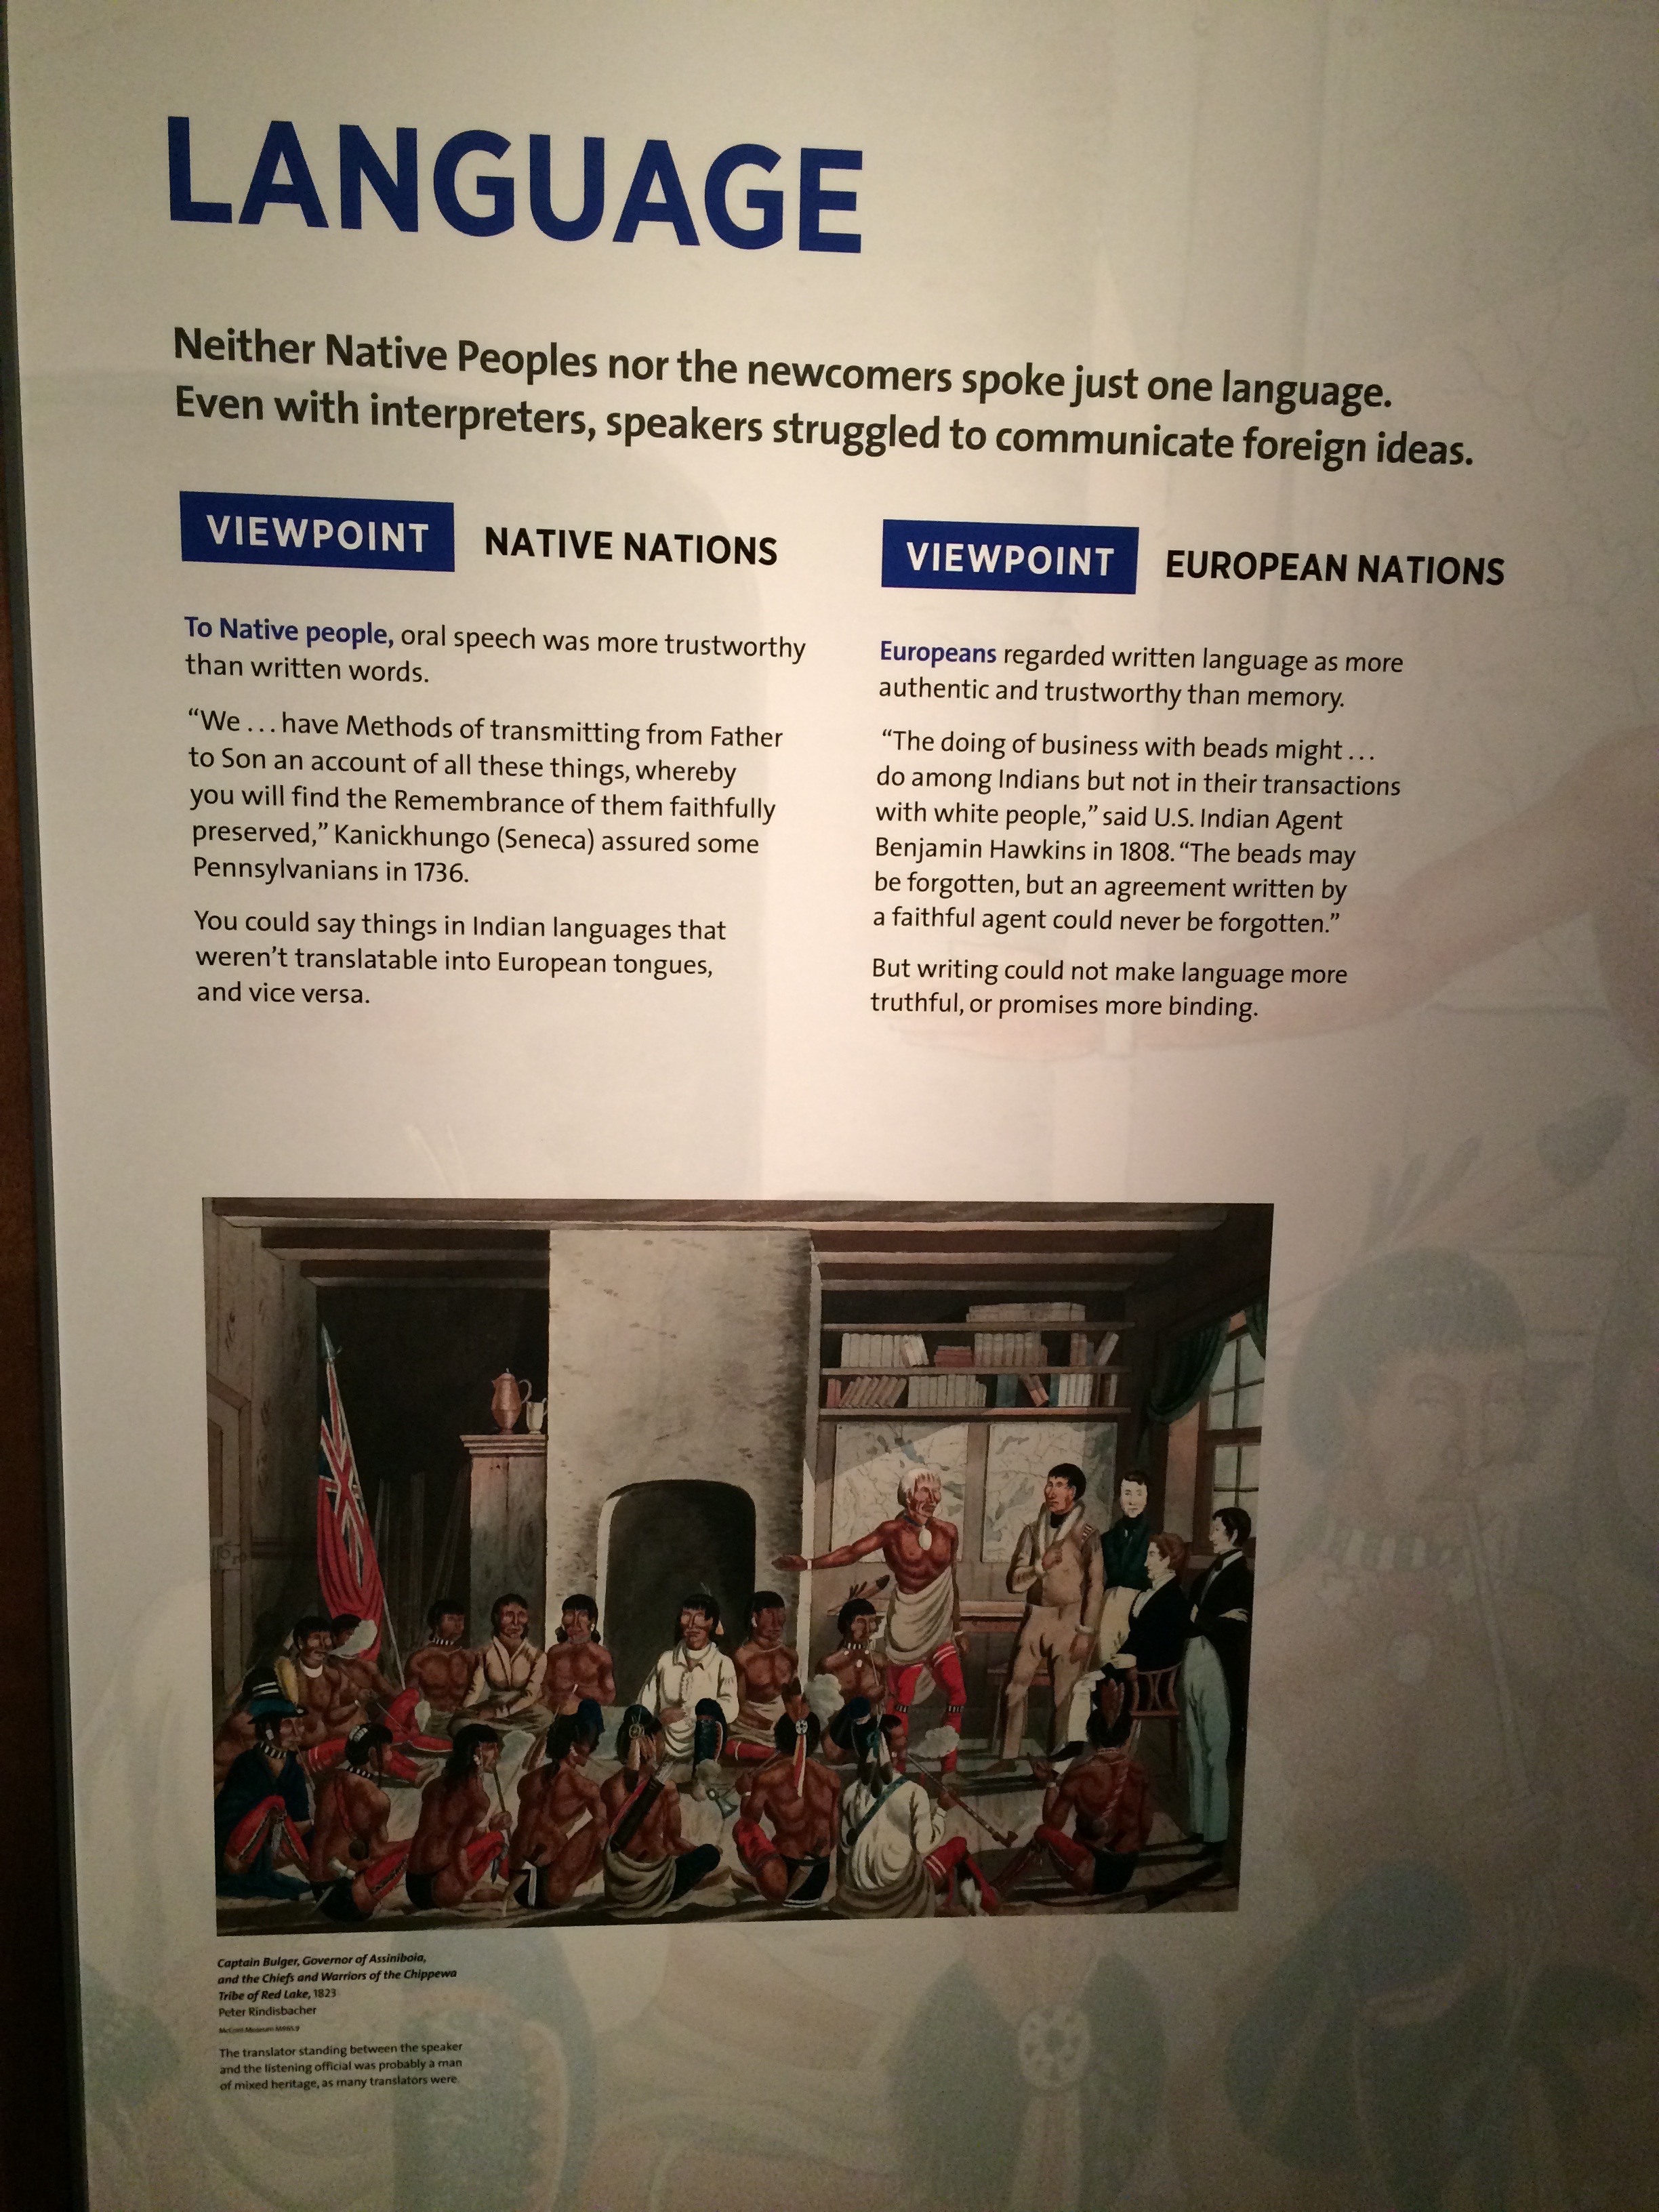 LANGUAGE
Neither Native Peoples nor the newcomers spoke just one language.
Even with interpreters, speakers struggled to communicate foreign ideas.
VIEWPOINT NATIVE NATIONS
To Native people, oral speech was more trustworthy
than written words.
“We ... have Methods of transmitting from Father
to Son an account of all these things, whereby
you will find the Remembrance of them faithfully
preserved,” Kanickhungo (Seneca) assured some
Pennsylvanians in 1736.
You could say things in Indian languages that
weren’t translatable into European tongues,
and vice versa.
VIEWPOINT EUROPEAN NATIONS
Europeans regarded written language as more
authentic and trustworthy than memory.
“The doing of business with beads might ...
do among Indians but not in their transactions
with white people,” said U.S. Indian Agent
Benjamin Hawkins in 1808. “The beads may
be forgotten, but an agreement written by
a faithful agent could never be forgotten.”
But writing could not make language more
truthful, or promises more binding.
Captain Bulger, Governor of Assiniboia,
and the Chiefs and Warriors of the Chippewa
Tribe of Red Lake, 1823
Peter Rindisbacher
McCord Museum
The translator standing between the speaker
and the listening official was probably a man
of mixed heritage, as many translators were.